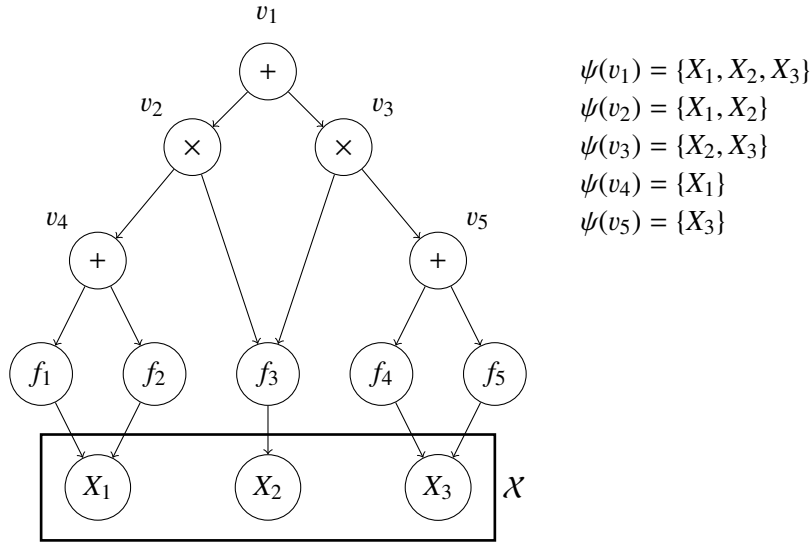 v₁
+
v₂
v₃
×
×
v₄
v₅
+
+
f₁
f₂
f₃
f₄
f₅
X₁
X₂
X₃
𝒳
ψ(v₁) = {X₁, X₂, X₃}
ψ(v₂) = {X₁, X₂}
ψ(v₃) = {X₂, X₃}
ψ(v₄) = {X₁}
ψ(v₅) = {X₃}